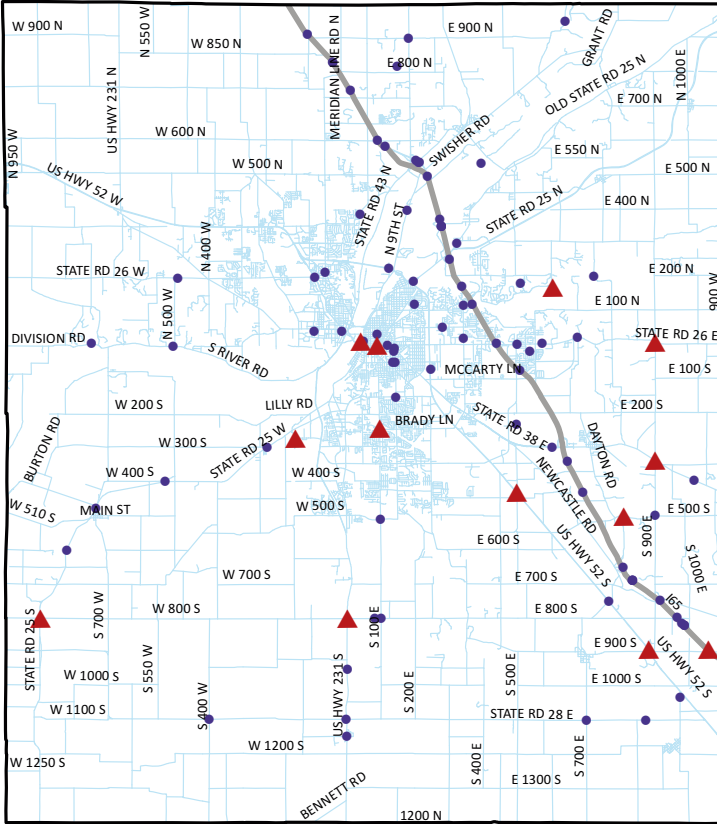 W 900 N
N 550 W
W 850 N
MERIDIAN LINE RD N
E 900 N
GRANT RD
E 800 N
OLD STATE RD 25 N
N 1000 E
US HWY 231 N
E 700 N
W 600 N
SWISHER RD
N 950 W
W 500 N
E 550 N
E 500 N
US HWY 52 W
STATE RD 43 N
N 9TH ST
STATE RD 25 N
E 400 N
N 400 W
STATE RD 26 W
E 200 N
900 W
N 500 W
E 100 N
DIVISION RD
S RIVER RD
STATE RD 26 E
MCCARTY LN
E 100 S
W 200 S
LILLY RD
BRADY LN
STATE RD 38 E
E 200 S
BURTON RD
W 300 S
STATE RD 25 W
DAYTON RD
W 400 S
W 400 S
NEWCASTLE RD
W 510 S
MAIN ST
W 500 S
E 500 S
E 600 S
US HWY 52 S
S 900 E
S 1000 E
W 700 S
E 700 S
STATE RD 25 S
S 700 W
W 800 S
S 100 E
E 800 S
I65
E 900 S
US HWY 52 S
W 1000 S
S 550 W
S 400 W
US HWY 231 S
S 200 E
S 500 E
E 1000 S
W 1100 S
STATE RD 28 E
W 1200 S
S 400 E
S 700 E
W 1250 S
BENNETT RD
E 1300 S
1200 N